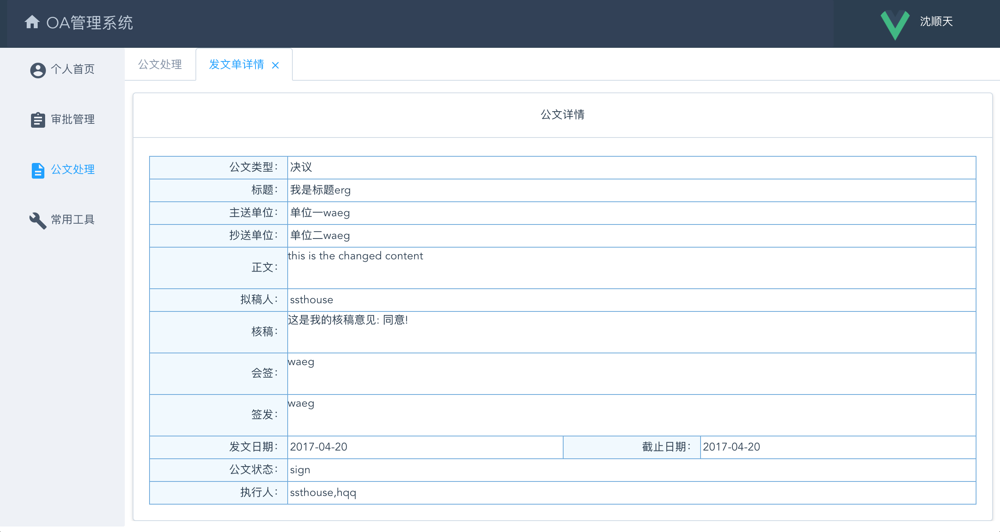 OA管理系统
沈顺天
个人首页
审批管理
公文处理
常用工具
公文处理
发文单详情
公文详情
公文类型： 决议
标题： 我是标题erg
主送单位： 单位一waeg
抄送单位： 单位二waeg
正文： this is the changed content
拟稿人： ssthouse
核稿： 这是我的核稿意见: 同意!
会签： waeg
签发： waeg
发文日期： 2017-04-20 截止日期： 2017-04-20
公文状态： sign
执行人： ssthouse,hqq